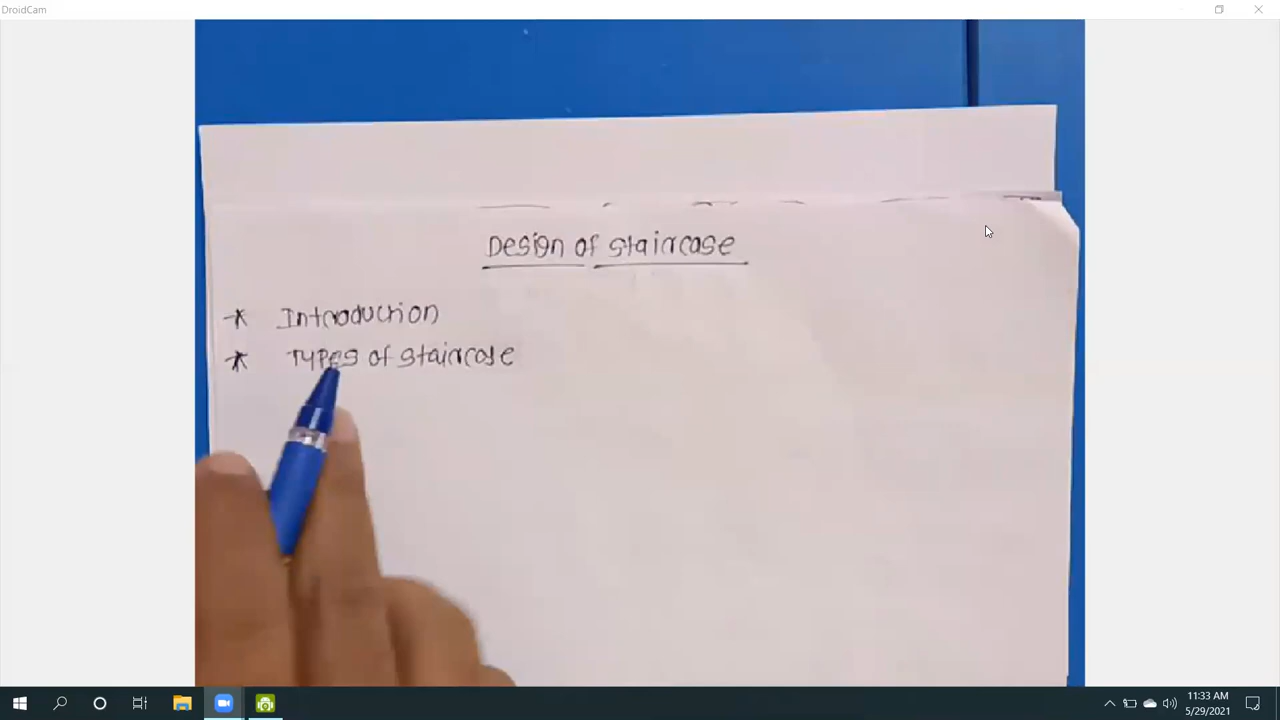 DroidCam
Design of staircase
* Introduction
* Types of staircase
11:33 AM
5/29/2021